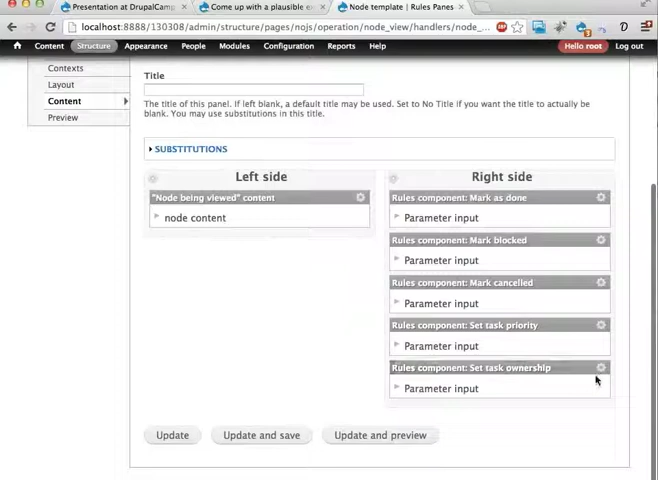 Presentation at DrupalCamp
Come up with a plausible ex
Node template | Rules Panes
localhost:8888/130308/admin/structure/pages/nojs/operation/node_view/handlers/node_...
Content Structure Appearance People Modules Configuration Reports Help Hello root Log out
Contexts
Layout
Content
Preview
Title
The title of this panel. If left blank, a default title may be used. Set to No Title if you want the title to actually be
blank. You may use substitutions in this title.
SUBSTITUTIONS
Left side
"Node being viewed" content
node content
Right side
Rules component: Mark as done
Parameter input
Rules component: Mark blocked
Parameter input
Rules component: Mark cancelled
Parameter input
Rules component: Set task priority
Parameter input
Rules component: Set task ownership
Parameter input
Update Update and save Update and preview